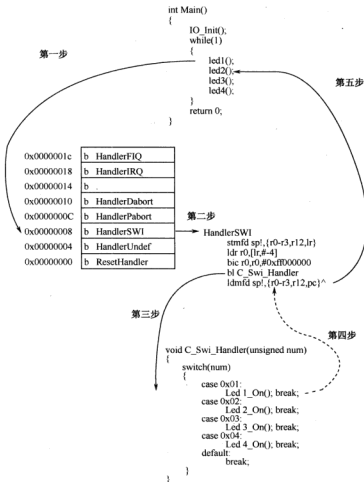 int Main()
{
IO_Init();
while(1)
{
led1();
led2();
led3();
led4();
}
return 0;
}
第一步
第五步
0x0000001c b HandlerFIQ
0x00000018 b HandlerIRQ
0x00000014 b .
0x00000010 b HandlerDabort
0x0000000C b HandlerPabort
0x00000008 b HandlerSWI
0x00000004 b HandlerUndef
0x00000000 b ResetHandler
第二步
HandlerSWI
stmfd sp!,{r0-r3,r12,lr}
ldr r0,[lr,#-4]
bic r0,r0,#0xff000000
bl C_Swi_Handler
ldmfd sp!,{r0-r3,r12,pc}^
第三步
第四步
void C_Swi_Handler(unsigned num)
{
switch(num)
{
case 0x01:
Led 1_On(); break;
case 0x02:
Led 2_On(); break;
case 0x03:
Led 3_On(); break;
case 0x04:
Led 4_On(); break;
default:
break;
}
}